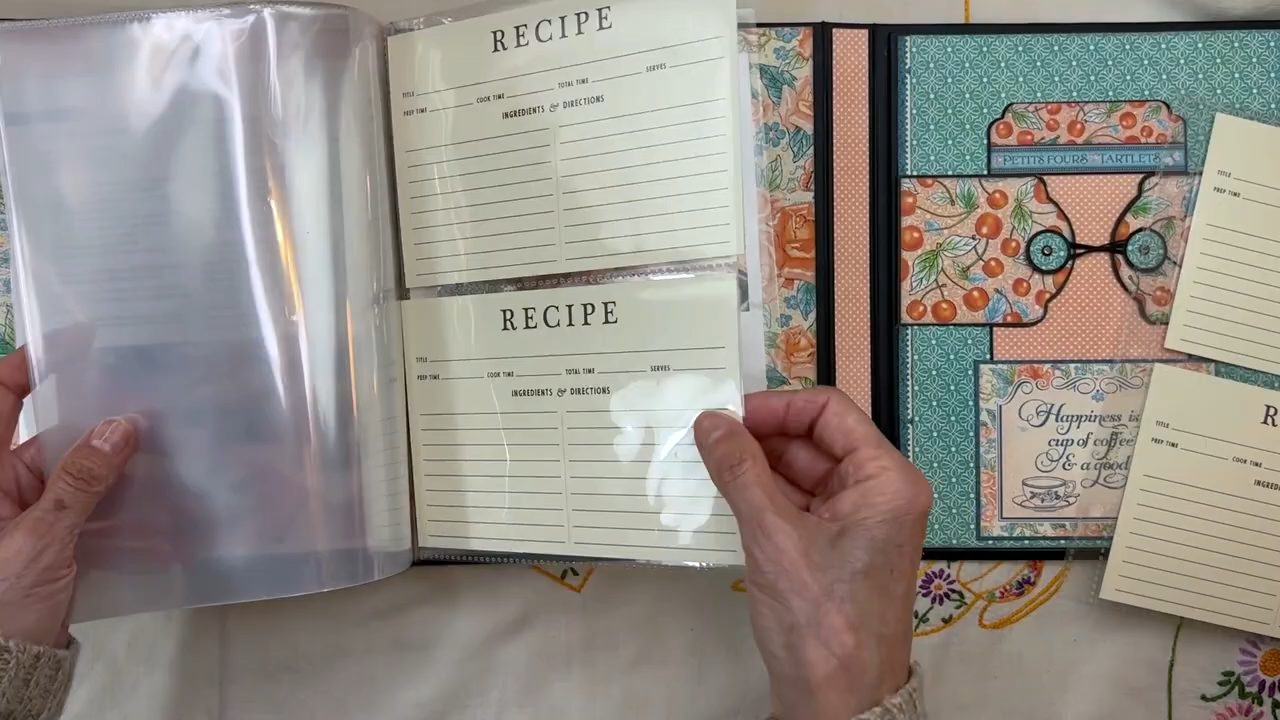 RECIPE
TITLE
PREP TIME COOK TIME TOTAL TIME SERVES
INGREDIENTS & DIRECTIONS
RECIPE
TITLE
PREP TIME COOK TIME TOTAL TIME SERVES
INGREDIENTS & DIRECTIONS
PETITS FOURS TARTLETS
Happiness is
cup of coffee
& a good
TITLE
PREP TIME
R
TITLE
PREP TIME COOK TIME
INGREDI